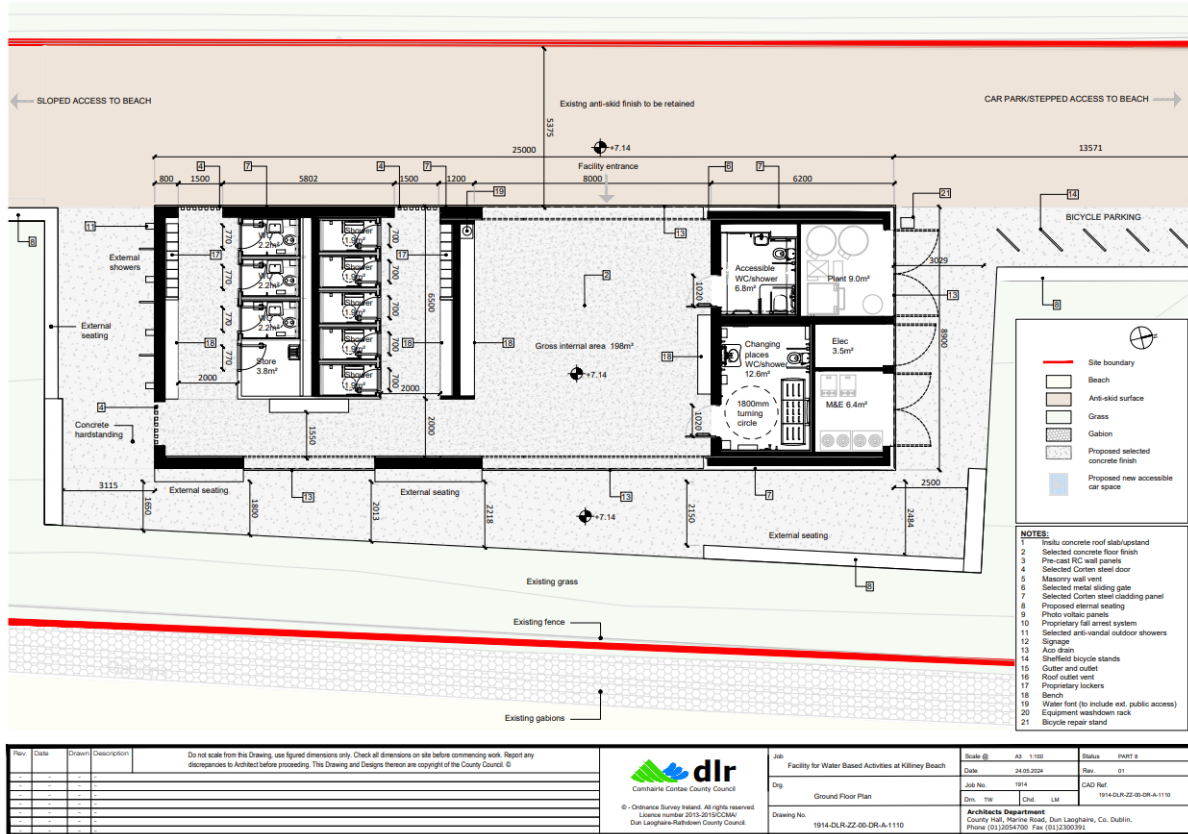 SLOPED ACCESS TO BEACH
Existng anti-skid finish to be retained
CAR PARK/STEPPED ACCESS TO BEACH
5375
+7.14
25000
13571
Facility entrance
4
7
4
7
6
7
800
1500
5802
1500
1200
8000
6200
19
21
14
BICYCLE PARKING
8
11
External
showers
17
770
WC
2.2m²
Shower
1.9m²
700
17
13
2
3029
Accessible
WC/shower
6.8m²
Plant 9.0m²
13
8
770
WC
2.2m²
Shower
1.9m²
700
6500
1020
External
seating
770
WC
2.2m²
Shower
1.9m²
700
8900
18
770
Store
3.8m²
Shower
1.9m²
700
18
18
Gross internal area 198m²
18
Changing
places
WC/shower
12.6m²
Elec
3.5m²
2000
Shower
1.9m²
700
2000
+7.14
4
Concrete
hardstanding
1550
2000
1020
1800mm
turning
circle
M&E 6.4m²
3115
External seating
13
External seating
13
7
2500
1650
1800
2013
2218
+7.14
2150
2484
External seating
8
Existing grass
Existing fence
Existing gabions
Site boundary
Beach
Anti-skid surface
Grass
Gabion
Proposed selected
concrete finish
Proposed new accessible
car space
NOTES:
1 Insitu concrete roof slab/upstand
2 Selected concrete floor finish
3 Pre-cast RC wall panels
4 Selected Corten steel door
5 Masonry wall vent
6 Selected metal sliding gate
7 Selected Corten steel cladding panel
8 Proposed eternal seating
9 Photo voltaic panels
10 Proprietary fall arrest system
11 Selected anti-vandal outdoor showers
12 Signage
13 Aco drain
14 Sheffield bicycle stands
15 Gutter and outlet
16 Roof outlet vent
17 Proprietary lockers
18 Bench
19 Water font (to include ext. public access)
20 Equipment washdown rack
21 Bicycle repair stand
Rev. Date Drawn Description
Do not scale from this Drawing, use figured dimensions only. Check all dimensions on site before commencing work. Report any
discrepancies to Architect before proceeding. This Drawing and Designs thereon are copyright of the County Council. ©
dlr
Comhairle Contae County Council
© - Ordnance Survey Ireland. All rights reserved.
Licence number 2013-2015/CCMA/
Dun Laoghaire-Rathdown County Council.
Job
Facility for Water Based Activities at Killiney Beach
Drg.
Ground Floor Plan
Drawing No.
1914-DLR-ZZ-00-DR-A-1110
Scale @ A3 1:100
Status PART 8
Date 24.05.2024
Rev. 01
Job No. 1914
CAD Ref.
1914-DLR-ZZ-00-DR-A-1110
Drn. TW
Chd. LM
Architects Department
County Hall, Marine Road, Dun Laoghaire, Co. Dublin.
Phone (01)2054700 Fax (01)2300391